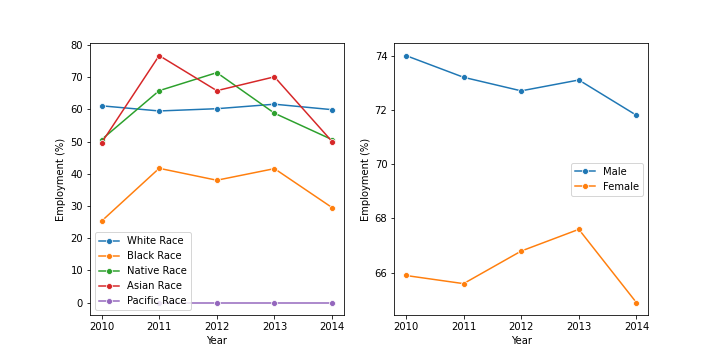 80
70
60
50
40
30
20
10
0
Employment (%)
2010 2011 2012 2013 2014
Year
White Race
Black Race
Native Race
Asian Race
Pacific Race
74
72
70
68
66
Employment (%)
2010 2011 2012 2013 2014
Year
Male
Female